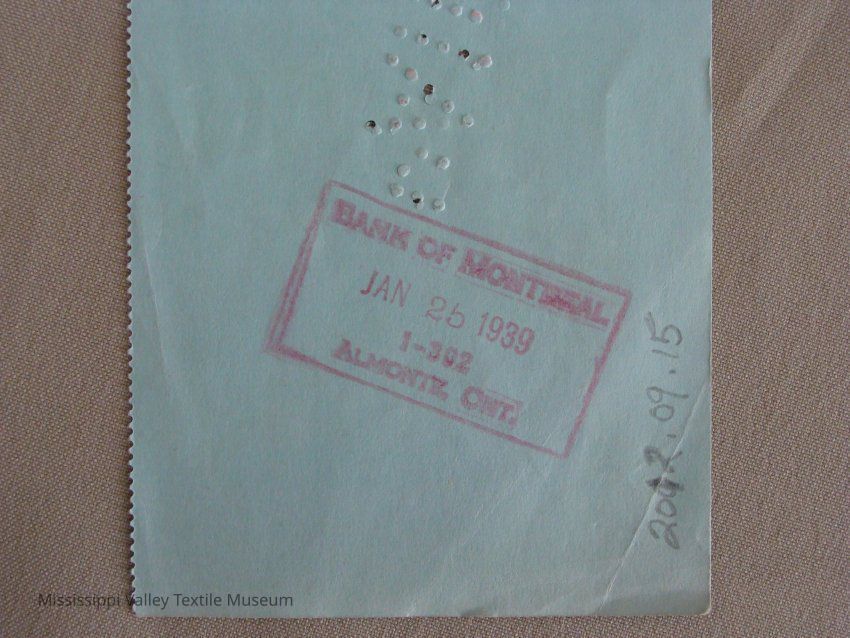 BANK OF MONTREAL
JAN 25 1939
1-302
ALMONTE, ONT.
2012.09.15
Mississippi Valley Textile Museum